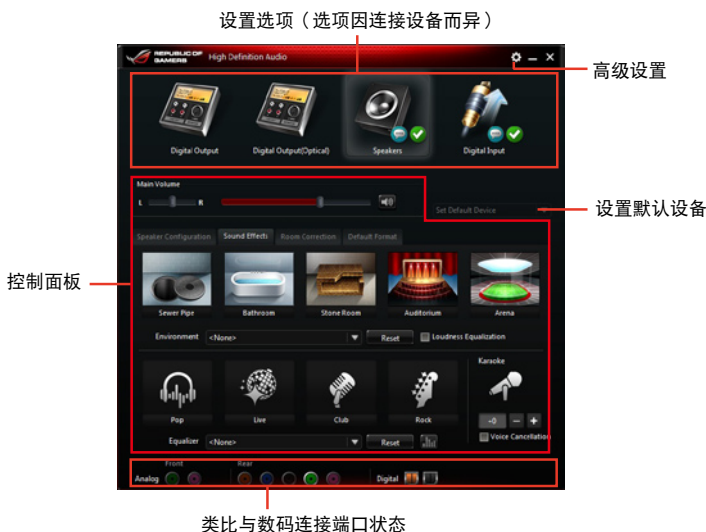 设置选项（选项因连接设备而异）
REPUBLIC OF
GAMERS
High Definition Audio
高级设置
Digital Output
Digital Output(Optical)
Speakers
Digital Input
Main Volume
L
R
Set Default Device
设置默认设备
Speaker Configuration
Sound Effects
Room Correction
Default Format
控制面板
Sewer Pipe
Bathroom
Stone Room
Auditorium
Arena
Environment
<None>
Reset
Loudness Equalization
Karaoke
Pop
Live
Club
Rock
-0
Equalizer
<None>
Reset
Voice Cancellation
Front
Rear
Analog
Digital
类比与数码连接端口状态